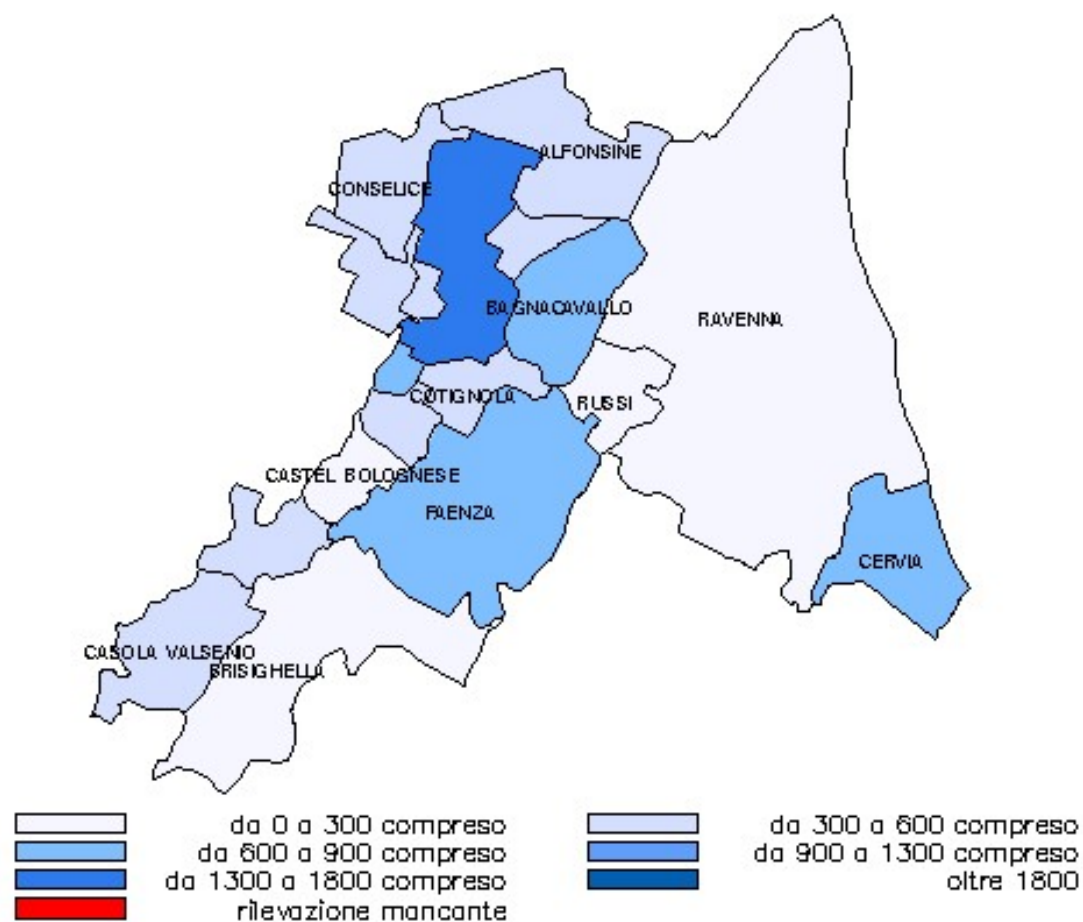 ALFONSINE
CONSELICE
BAGNACAVALLO
RAVENNA
COTIGNOLA
RUSSI
CASTEL BOLOGNESE
FAENZA
CERVIA
CASOLA VALSENIO
BRISIGHELLA
da 0 a 300 compreso
da 300 a 600 compreso
da 600 a 900 compreso
da 900 a 1300 compreso
da 1300 a 1800 compreso
oltre 1800
rilevazione mancante